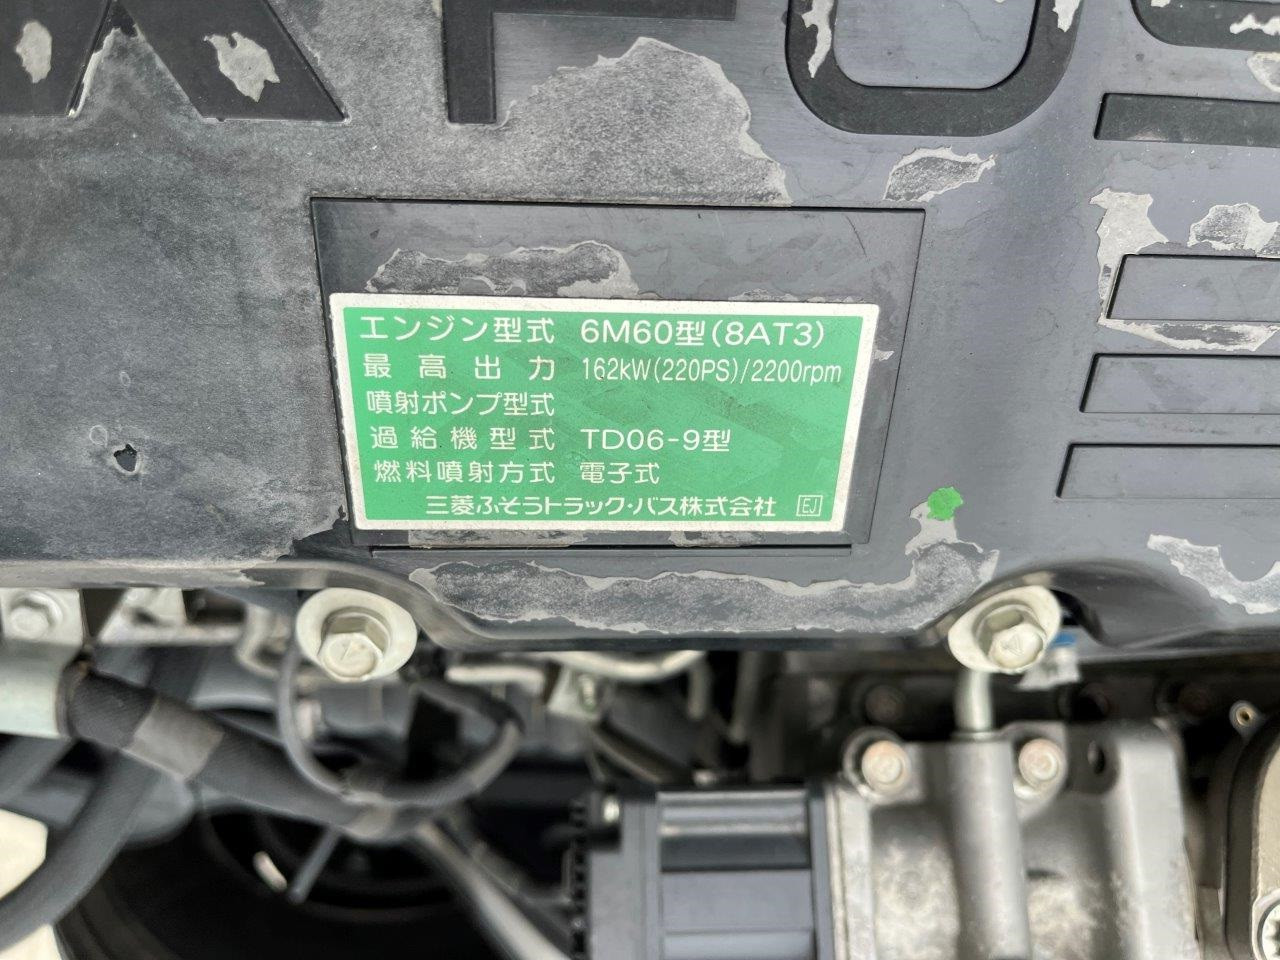 エンジン型式 6M60型(8AT3)
最高出力 162kW(220PS)/2200rpm
噴射ポンプ型式
過給機型式 TD06-9型
燃料噴射方式 電子式
三菱ふそうトラック・バス株式会社 EJ